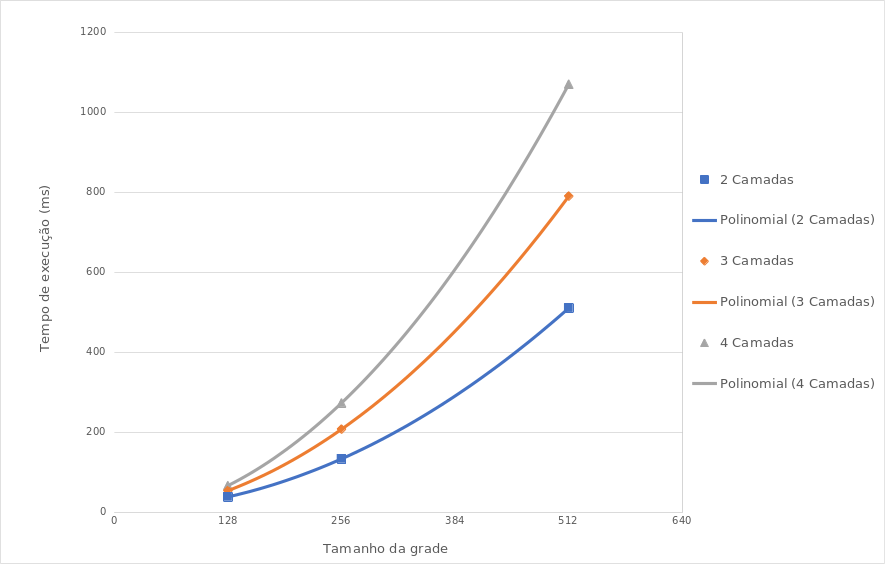 1200
1000
800
600
400
200
0
Tempo de execução (ms)
0 128 256 384 512 640
Tamanho da grade
2 Camadas
Polinomial (2 Camadas)
3 Camadas
Polinomial (3 Camadas)
4 Camadas
Polinomial (4 Camadas)